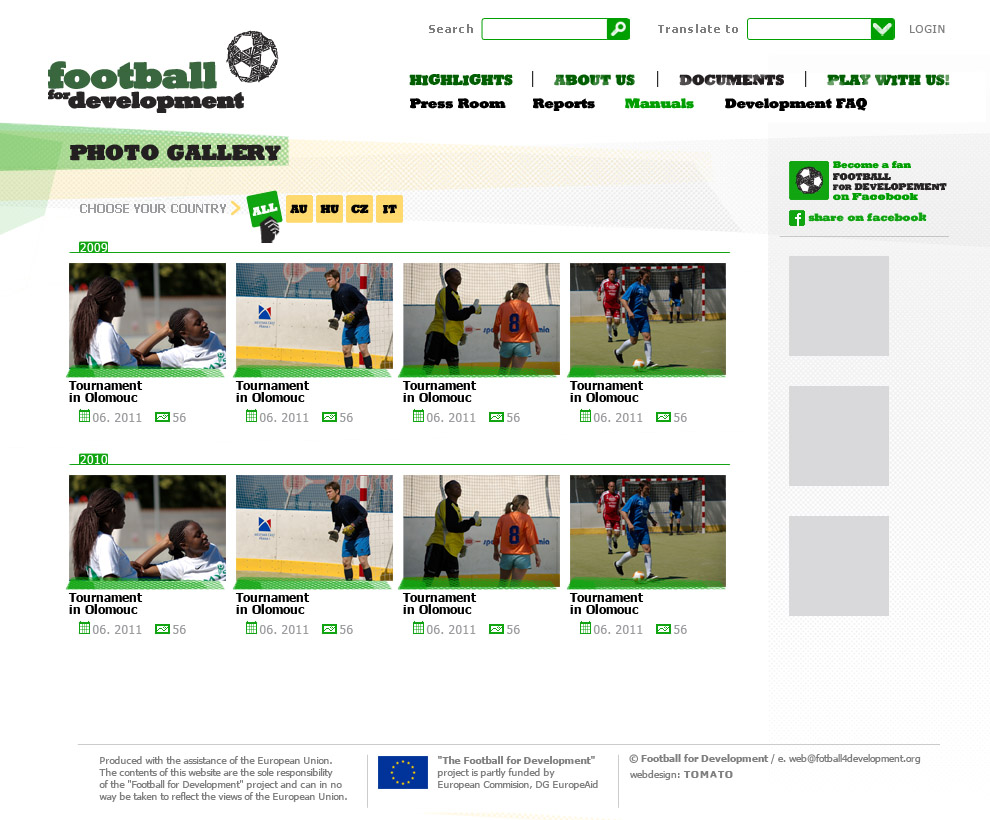 Search
Translate to
LOGIN
football
for development
HIGHLIGHTS
ABOUT US
DOCUMENTS
PLAY WITH US!
Press Room
Reports
Manuals
Development FAQ
PHOTO GALLERY
CHOOSE YOUR COUNTRY
ALL
AU
HU
CZ
IT
Become a fan
FOOTBALL
FOR DEVELOPEMENT
on Facebook
share on facebook
2009
8
Tournament
in Olomouc
06. 2011
56
Tournament
in Olomouc
06. 2011
56
Tournament
in Olomouc
06. 2011
56
Tournament
in Olomouc
06. 2011
56
2010
8
Tournament
in Olomouc
06. 2011
56
Tournament
in Olomouc
06. 2011
56
Tournament
in Olomouc
06. 2011
56
Tournament
in Olomouc
06. 2011
56
Produced with the assistance of the European Union.
The contents of this website are the sole responsibility
of the "Football for Development" project and can in no
way be taken to reflect the views of the European Union.
"The Football for Development"
project is partly funded by
European Commision, DG EuropeAid
© Football for Development / e. web@fotball4development.org
webdesign: TOMATO